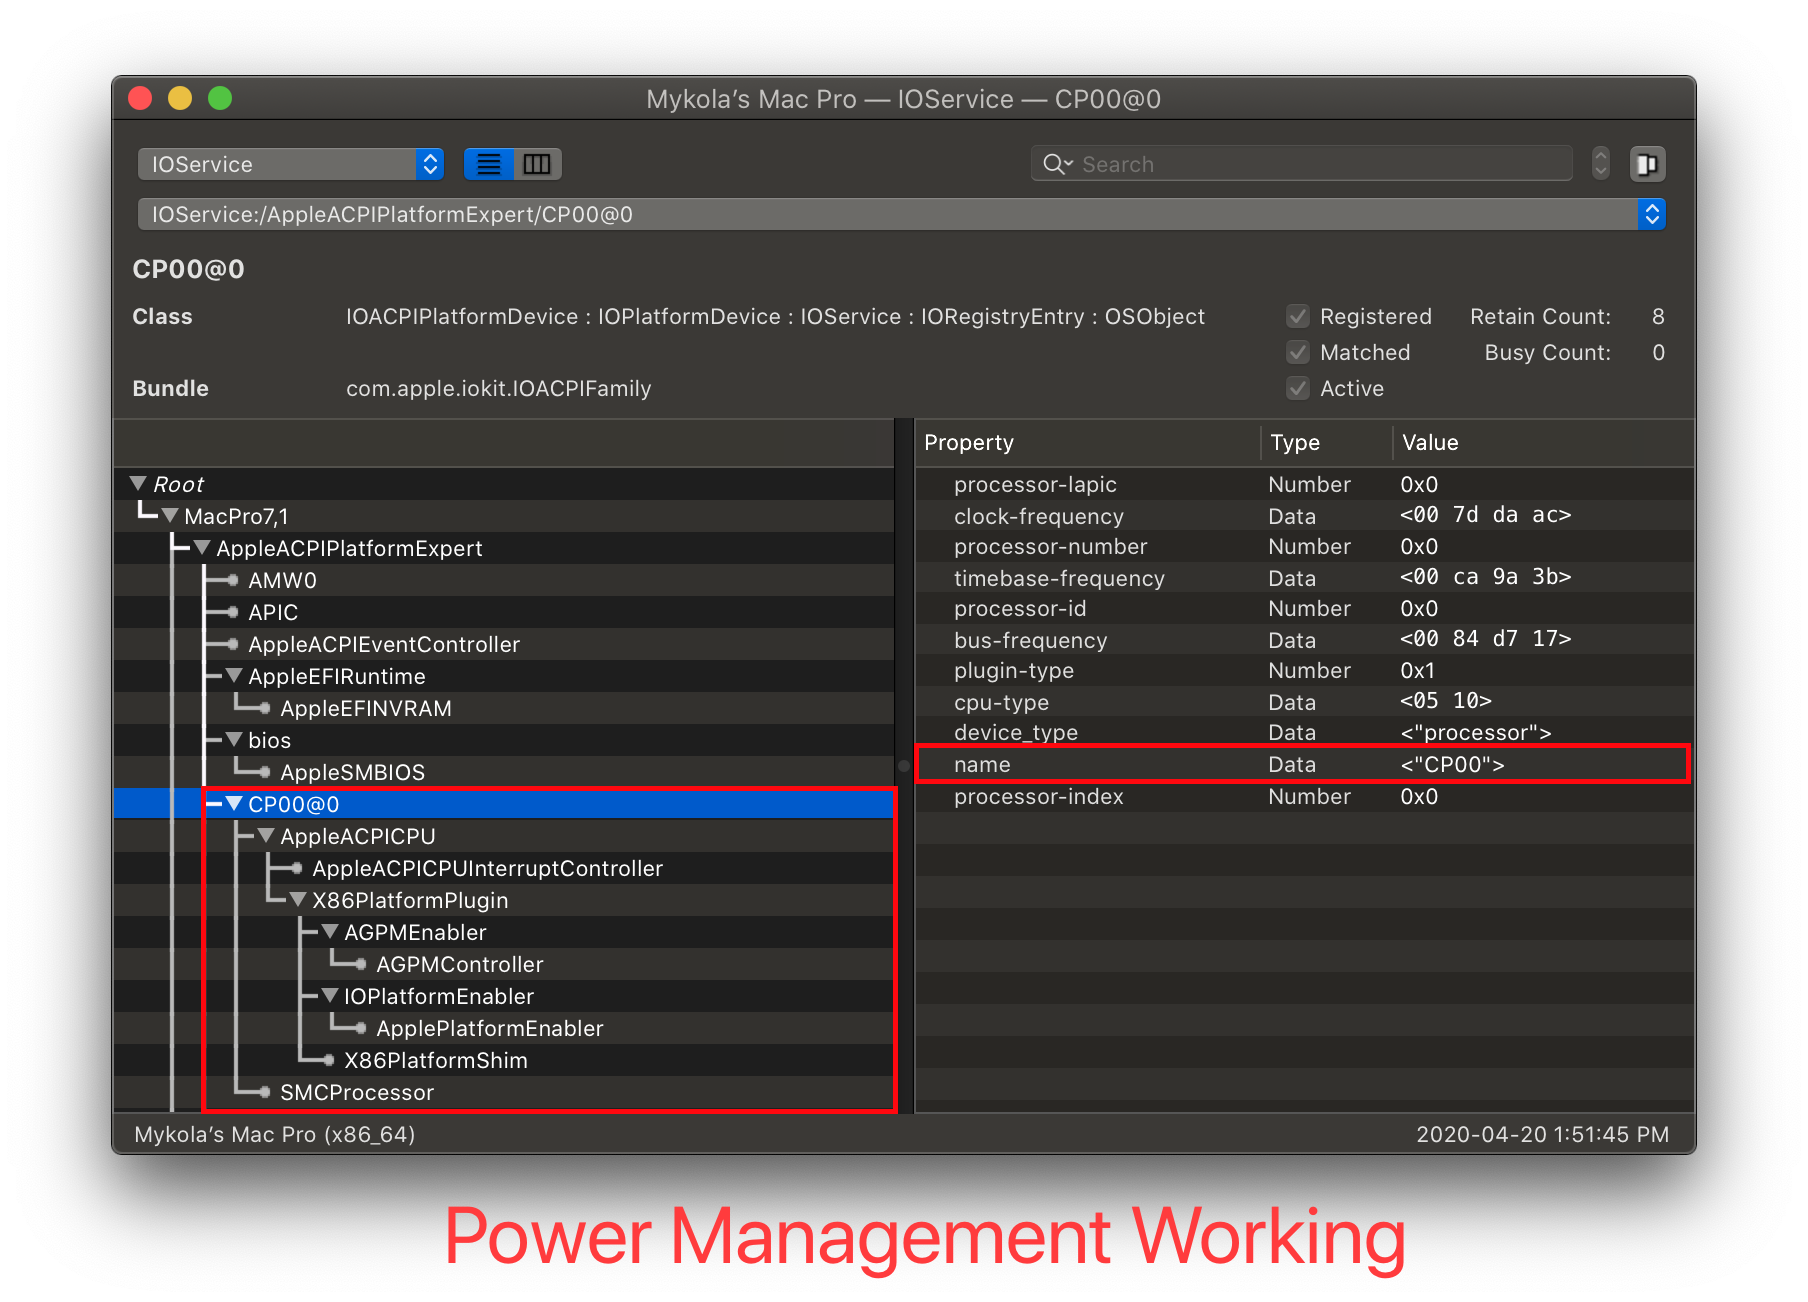 Mykola’s Mac Pro — IOService — CP00@0
IOService
Search
IOService:/AppleACPIPlatformExpert/CP00@0
CP00@0
Class IOACPIPlatformDevice : IOPlatformDevice : IOService : IORegistryEntry : OSObject Registered Retain Count: 8
Matched Busy Count: 0
Bundle com.apple.iokit.IOACPIFamily Active
Property Type Value
Root
MacPro7,1
AppleACPIPlatformExpert
AMW0
APIC
AppleACPIEventController
AppleEFIRuntime
AppleEFINVRAM
bios
AppleSMBIOS
CP00@0
AppleACPICPU
AppleACPICPUInterruptController
X86PlatformPlugin
AGPMEnabler
AGPMController
IOPlatformEnabler
ApplePlatformEnabler
X86PlatformShim
SMCProcessor
processor-lapic Number 0x0
clock-frequency Data <00 7d da ac>
processor-number Number 0x0
timebase-frequency Data <00 ca 9a 3b>
processor-id Number 0x0
bus-frequency Data <00 84 d7 17>
plugin-type Number 0x1
cpu-type Data <05 10>
device_type Data <"processor">
name Data <"CP00">
processor-index Number 0x0
Mykola’s Mac Pro (x86_64) 2020-04-20 1:51:45 PM
Power Management Working